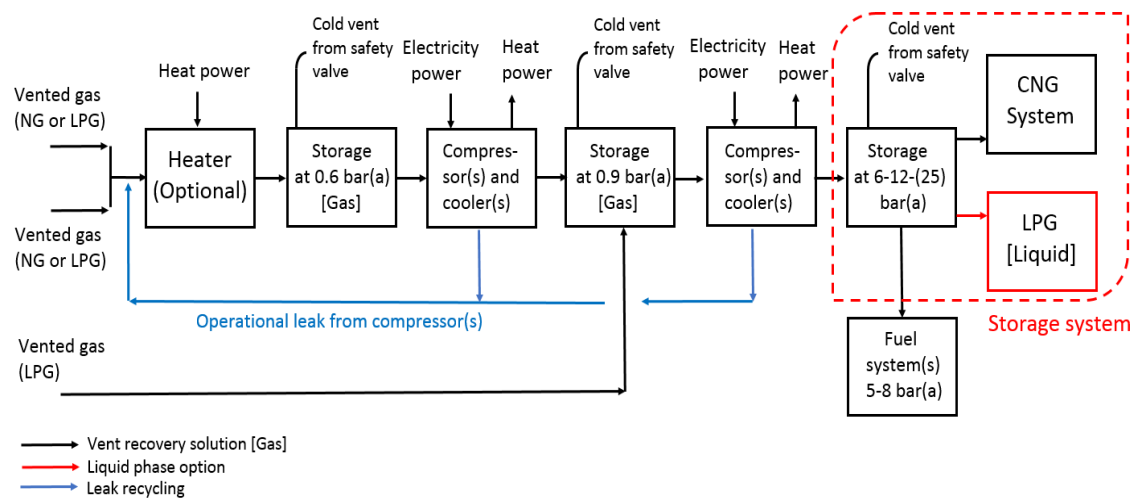 Cold vent
from safety
valve
Electricity
power
Heat
power
Cold vent
from safety
valve
Electricity
power
Heat
power
Cold vent
from safety
valve
Heat power
Vented gas
(NG or LPG)
Heater
(Optional)
Storage
at 0.6 bar(a)
[Gas]
Compres-
sor(s) and
cooler(s)
Storage
at 0.9 bar(a)
[Gas]
Compres-
sor(s) and
cooler(s)
Storage
at 6-12-(25)
bar(a)
CNG
System
LPG
[Liquid]
Vented gas
(NG or LPG)
Operational leak from compressor(s)
Storage system
Vented gas
(LPG)
Fuel
system(s)
5-8 bar(a)
Vent recovery solution [Gas]
Liquid phase option
Leak recycling